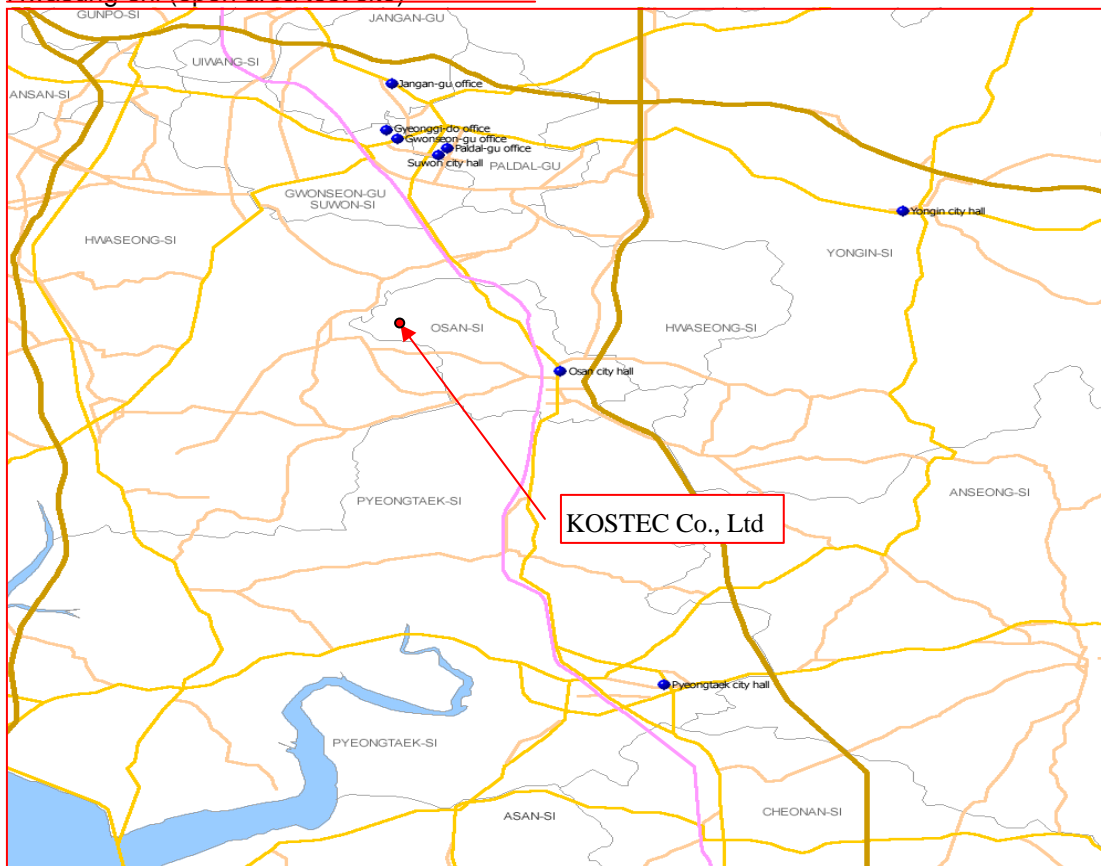 GUNPO-SI
JANGAN-GU
UIWANG-SI
ANSAN-SI
Jangan-gu office
Gyeonggi-do office
Gwonseon-gu office
Paldal-gu office
Suwon city hall
PALDAL-GU
GWONSEON-GU
SUWON-SI
Yongin city hall
HWASEONG-SI
YONGIN-SI
OSAN-SI
HWASEONG-SI
Osan city hall
PYEONGTAEK-SI
ANSEONG-SI
KOSTEC Co., Ltd
Pyeongtaek city hall
PYEONGTAEK-SI
ASAN-SI
CHEONAN-SI